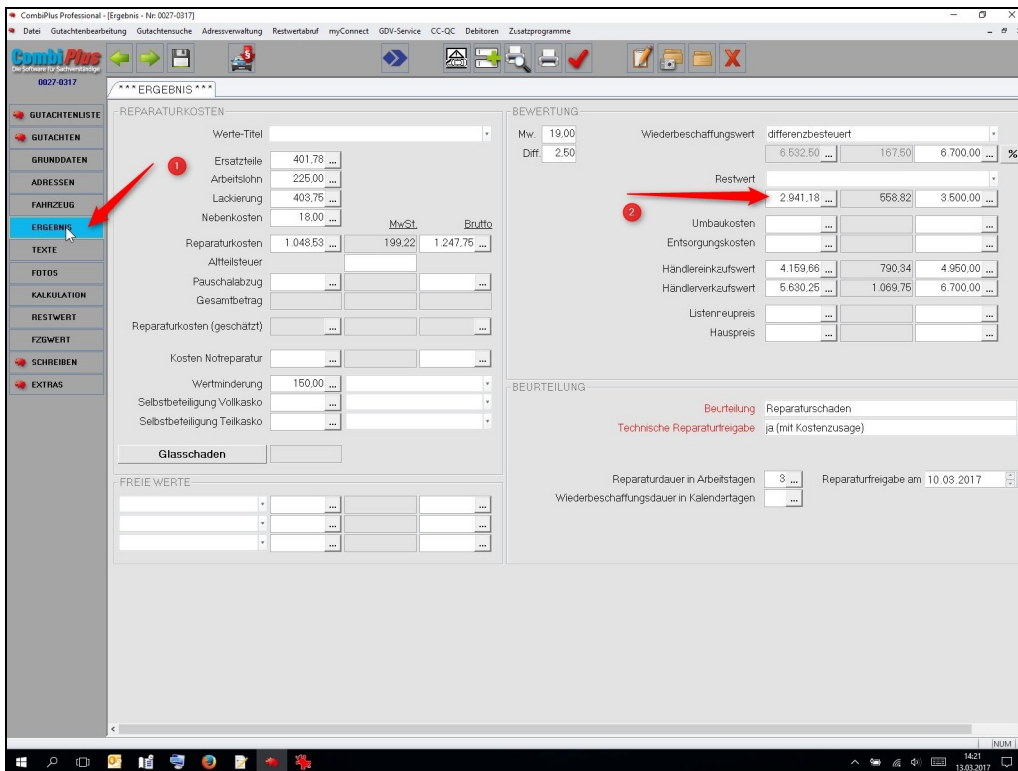 CombiPlus Professional - [Ergebnis - Nr: 0027-0317]
Datei Gutachtenbearbeitung Gutachtensuche Adressverwaltung Restwertabruf myConnect GDV-Service CC-QC Debitoren Zusatzprogramme
CombiPlus
Die Software für Sachverständige
0027-0317
***ERGEBNIS***
GUTACHTENLISTE
GUTACHTEN
GRUNDDATEN
ADRESSEN
FAHRZEUG
ERGEBNIS
TEXTE
FOTOS
KALKULATION
RESTWERT
FZGWERT
SCHREIBEN
EXTRAS
REPARATURKOSTEN
Werte-Titel
1
Ersatzteile 401,78 ...
Arbeitslohn 225,00 ...
Lackierung 403,75 ...
Nebenkosten 18,00 ...
MwSt. Brutto
Reparaturkosten 1.048,53 ... 199,22 1.247,75 ...
Altteilsteuer
Pauschalabzug ... ...
Gesamtbetrag
Reparaturkosten (geschätzt) ... ...
Kosten Notreparatur ... ...
Wertminderung 150,00 ...
Selbstbeteiligung Vollkasko ...
Selbstbeteiligung Teilkasko ...
Glasschaden
FREIE WERTE
... ...
... ...
... ...
BEWERTUNG
Mw. 19,00 Wiederbeschaffungswert differenzbesteuert
Diff. 2,50 6.532,50 ... 167,50 6.700,00 ... %
Restwert
2.941,18 ... 558,82 3.500,00 ...
2
Umbaukosten ... ...
Entsorgungskosten ... ...
Händlereinkaufswert 4.159,66 ... 790,34 4.950,00 ...
Händlerverkaufswert 5.630,25 ... 1.069,75 6.700,00 ...
Listenneupreis ... ...
Hauspreis ... ...
BEURTEILUNG
Beurteilung Reparaturschaden
Technische Reparaturfreigabe ja (mit Kostenzusage)
Reparaturdauer in Arbeitstagen 3 ... Reparaturfreigabe am 10.03.2017
Wiederbeschaffungsdauer in Kalendertagen ...
NUM
14:21
13.03.2017